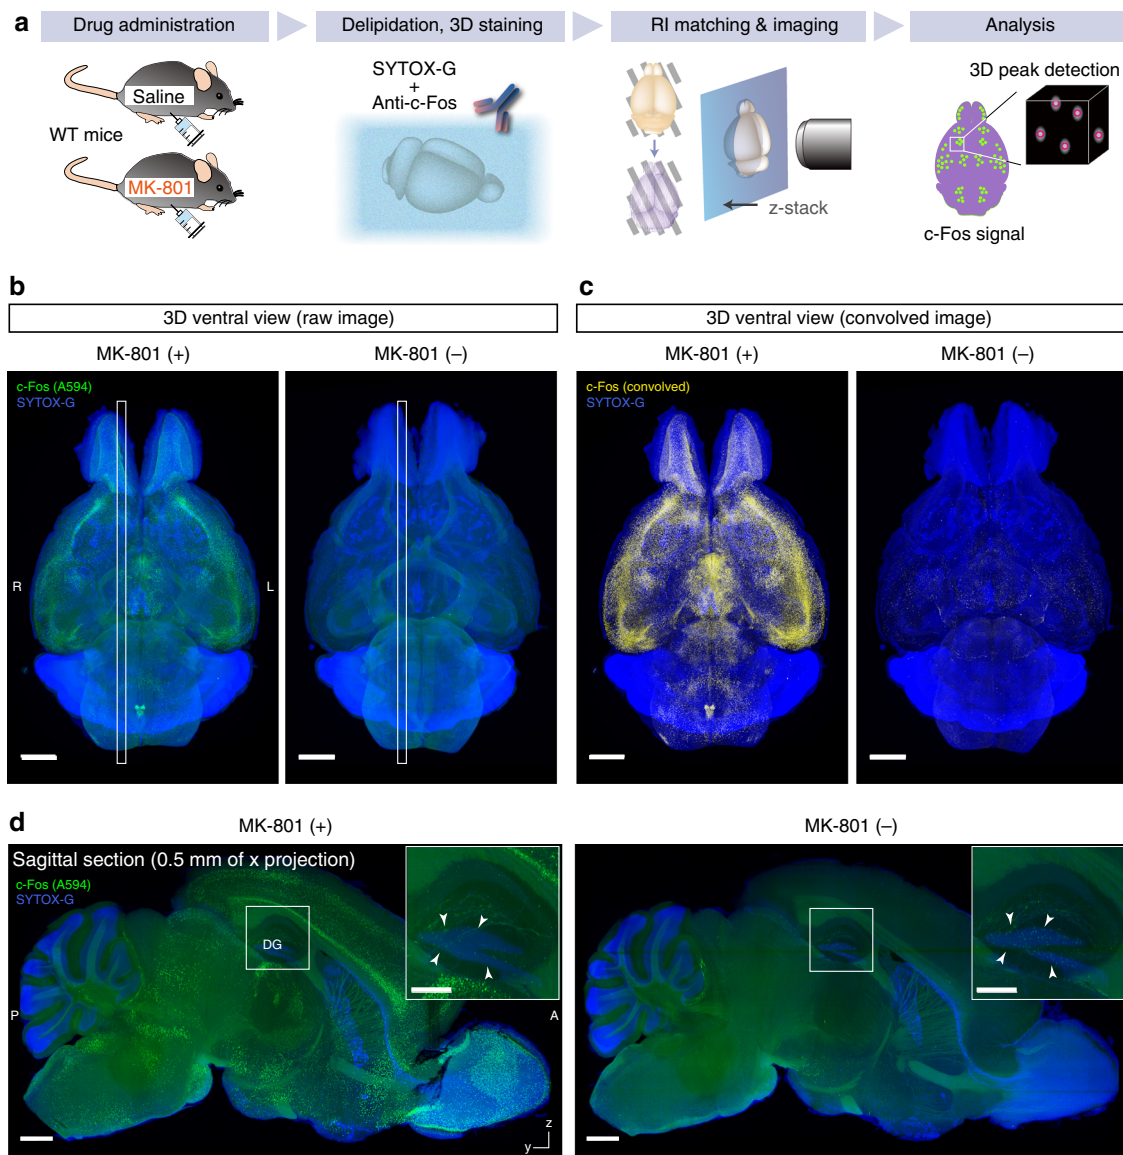 a
Drug administration
Delipidation, 3D staining
RI matching & imaging
Analysis
Saline
WT mice
MK-801
SYTOX-G
+
Anti-c-Fos
z-stack
3D peak detection
c-Fos signal
b
3D ventral view (raw image)
MK-801 (+)
MK-801 (–)
c-Fos (A594)
SYTOX-G
R
L
c
3D ventral view (convolved image)
MK-801 (+)
MK-801 (–)
c-Fos (convolved)
SYTOX-G
d
MK-801 (+)
MK-801 (–)
Sagittal section (0.5 mm of x projection)
c-Fos (A594)
SYTOX-G
DG
P
A
z
y